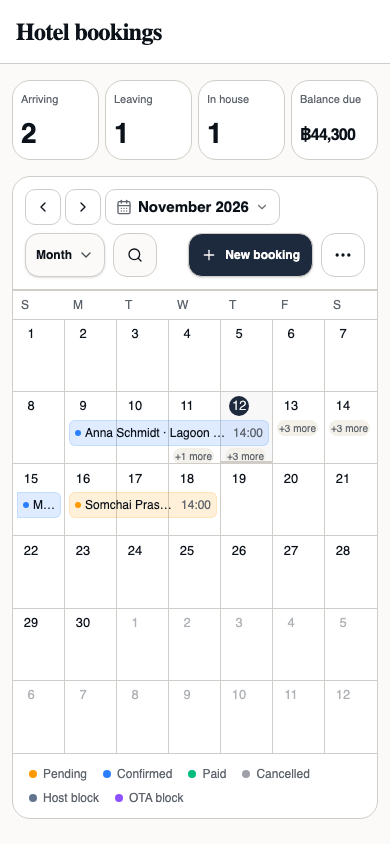 Hotel bookings
Arriving
2
Leaving
1
In house
1
Balance due
฿44,300
November 2026
Month
New booking
S M T W T F S
1 2 3 4 5 6 7
8 9 10 11 12 13 14
Anna Schmidt · Lagoon ... 14:00
+3 more +3 more
+1 more +3 more
15 16 17 18 19 20 21
M... Somchai Pras... 14:00
22 23 24 25 26 27 28
29 30 1 2 3 4 5
6 7 8 9 10 11 12
Pending Confirmed Paid Cancelled
Host block OTA block